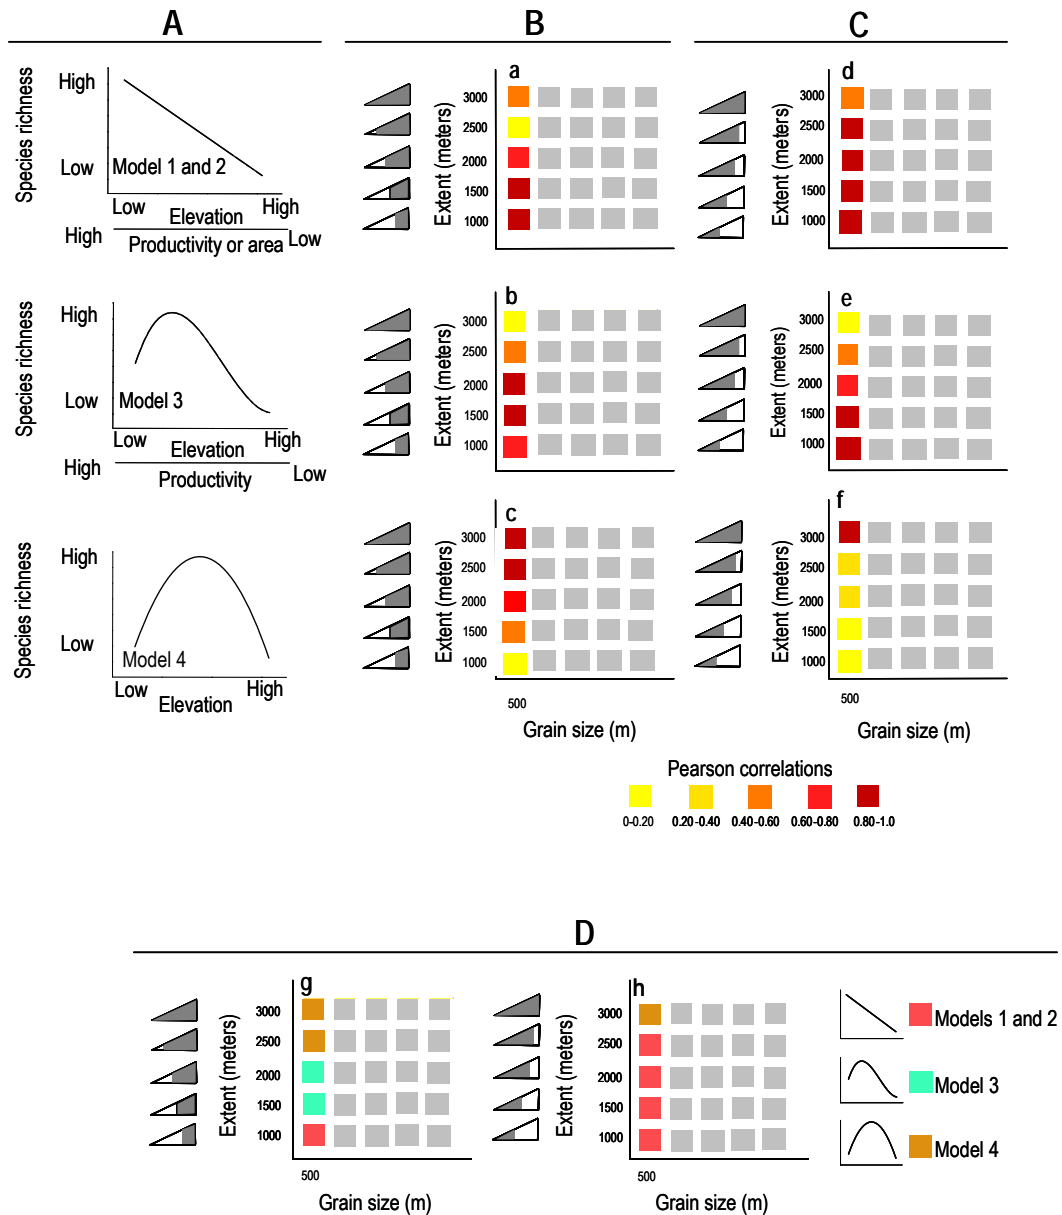 A
B
C
Species richness
High
Low
Model 1 and 2
Low
High
Elevation
High
Productivity or area
Low
a
Extent (meters)
3000
2500
2000
1500
1000
d
Extent (meters)
3000
2500
2000
1500
1000
Species richness
High
Low
Model 3
Low
High
Elevation
High
Productivity
Low
b
Extent (meters)
3000
2500
2000
1500
1000
e
Extent (meters)
3000
2500
2000
1500
1000
Species richness
High
Low
Model 4
Low
High
Elevation
c
Extent (meters)
3000
2500
2000
1500
1000
500
Grain size (m)
f
Extent (meters)
3000
2500
2000
1500
1000
500
Grain size (m)
Pearson correlations
0-0.20
0.20-0.40
0.40-0.60
0.60-0.80
0.80-1.0
D
g
Extent (meters)
3000
2500
2000
1500
1000
500
Grain size (m)
h
Extent (meters)
3000
2500
2000
1500
1000
500
Grain size (m)
Models 1 and 2
Model 3
Model 4